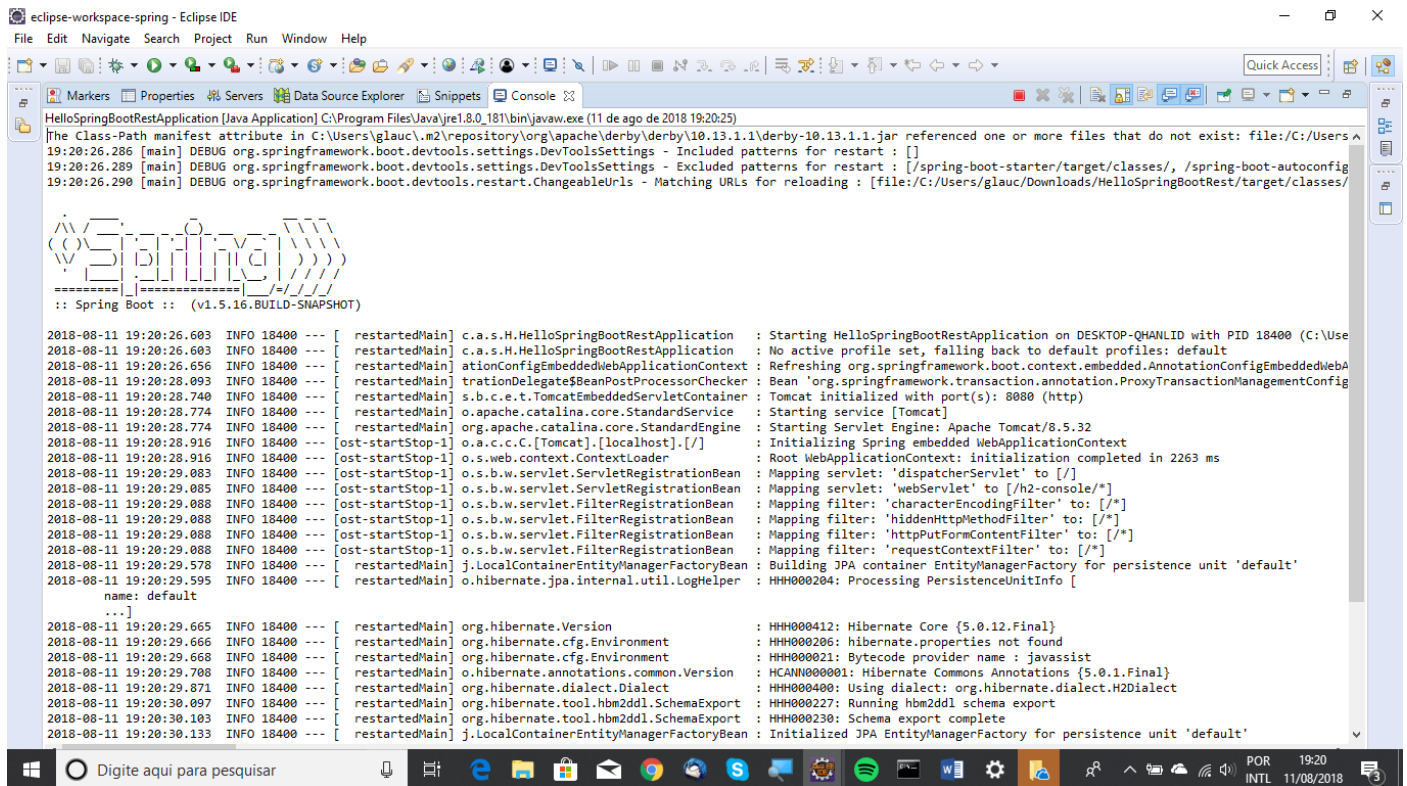 eclipse-workspace-spring - Eclipse IDE
File Edit Navigate Search Project Run Window Help
Quick Access
Markers Properties Servers Data Source Explorer Snippets Console
HelloSpringBootRestApplication [Java Application] C:\Program Files\Java\jre1.8.0_181\bin\javaw.exe (11 de ago de 2018 19:20:25)
The Class-Path manifest attribute in C:\Users\glauc\.m2\repository\org\apache\derby\derby\10.13.1.1\derby-10.13.1.1.jar referenced one or more files that do not exist: file:/C:/Users
19:20:26.286 [main] DEBUG org.springframework.boot.devtools.settings.DevToolsSettings - Included patterns for restart : []
19:20:26.289 [main] DEBUG org.springframework.boot.devtools.settings.DevToolsSettings - Excluded patterns for restart : [/spring-boot-starter/target/classes/, /spring-boot-autoconfig
19:20:26.290 [main] DEBUG org.springframework.boot.devtools.restart.ChangeableUrls - Matching URLs for reloading : [file:/C:/Users/glauc/Downloads/HelloSpringBootRest/target/classes/
Spring
:: Spring Boot :: (v1.5.16.BUILD-SNAPSHOT)
2018-08-11 19:20:26.603 INFO 18400 --- [ restartedMain] c.a.s.H.HelloSpringBootRestApplication : Starting HelloSpringBootRestApplication on DESKTOP-QHANLID with PID 18400 (C:\Use
2018-08-11 19:20:26.603 INFO 18400 --- [ restartedMain] c.a.s.H.HelloSpringBootRestApplication : No active profile set, falling back to default profiles: default
2018-08-11 19:20:26.656 INFO 18400 --- [ restartedMain] ationConfigEmbeddedWebApplicationContext : Refreshing org.springframework.boot.context.embedded.AnnotationConfigEmbeddedWebA
2018-08-11 19:20:28.093 INFO 18400 --- [ restartedMain] trationDelegate$BeanPostProcessorChecker : Bean 'org.springframework.transaction.annotation.ProxyTransactionManagementConfig
2018-08-11 19:20:28.740 INFO 18400 --- [ restartedMain] s.b.c.e.t.TomcatEmbeddedServletContainer : Tomcat initialized with port(s): 8080 (http)
2018-08-11 19:20:28.774 INFO 18400 --- [ restartedMain] o.apache.catalina.core.StandardService : Starting service [Tomcat]
2018-08-11 19:20:28.774 INFO 18400 --- [ restartedMain] org.apache.catalina.core.StandardEngine : Starting Servlet Engine: Apache Tomcat/8.5.32
2018-08-11 19:20:28.916 INFO 18400 --- [ost-startStop-1] o.a.c.c.C.[Tomcat].[localhost].[/] : Initializing Spring embedded WebApplicationContext
2018-08-11 19:20:28.916 INFO 18400 --- [ost-startStop-1] o.s.web.context.ContextLoader : Root WebApplicationContext: initialization completed in 2263 ms
2018-08-11 19:20:29.083 INFO 18400 --- [ost-startStop-1] o.s.b.w.servlet.ServletRegistrationBean : Mapping servlet: 'dispatcherServlet' to [/]
2018-08-11 19:20:29.085 INFO 18400 --- [ost-startStop-1] o.s.b.w.servlet.ServletRegistrationBean : Mapping servlet: 'webServlet' to [/h2-console/*]
2018-08-11 19:20:29.088 INFO 18400 --- [ost-startStop-1] o.s.b.w.servlet.FilterRegistrationBean : Mapping filter: 'characterEncodingFilter' to: [/*]
2018-08-11 19:20:29.088 INFO 18400 --- [ost-startStop-1] o.s.b.w.servlet.FilterRegistrationBean : Mapping filter: 'hiddenHttpMethodFilter' to: [/*]
2018-08-11 19:20:29.088 INFO 18400 --- [ost-startStop-1] o.s.b.w.servlet.FilterRegistrationBean : Mapping filter: 'httpPutFormContentFilter' to: [/*]
2018-08-11 19:20:29.088 INFO 18400 --- [ost-startStop-1] o.s.b.w.servlet.FilterRegistrationBean : Mapping filter: 'requestContextFilter' to: [/*]
2018-08-11 19:20:29.578 INFO 18400 --- [ restartedMain] j.LocalContainerEntityManagerFactoryBean : Building JPA container EntityManagerFactory for persistence unit 'default'
2018-08-11 19:20:29.595 INFO 18400 --- [ restartedMain] o.hibernate.jpa.internal.util.LogHelper : HHH000204: Processing PersistenceUnitInfo [
name: default
...]
2018-08-11 19:20:29.665 INFO 18400 --- [ restartedMain] org.hibernate.Version : HHH000412: Hibernate Core {5.0.12.Final}
2018-08-11 19:20:29.666 INFO 18400 --- [ restartedMain] org.hibernate.cfg.Environment : HHH000206: hibernate.properties not found
2018-08-11 19:20:29.668 INFO 18400 --- [ restartedMain] org.hibernate.cfg.Environment : HHH000021: Bytecode provider name : javassist
2018-08-11 19:20:29.708 INFO 18400 --- [ restartedMain] o.hibernate.annotations.common.Version : HCANN000001: Hibernate Commons Annotations {5.0.1.Final}
2018-08-11 19:20:29.871 INFO 18400 --- [ restartedMain] org.hibernate.dialect.Dialect : HHH000400: Using dialect: org.hibernate.dialect.H2Dialect
2018-08-11 19:20:30.097 INFO 18400 --- [ restartedMain] org.hibernate.tool.hbm2ddl.SchemaExport : HHH000227: Running hbm2ddl schema export
2018-08-11 19:20:30.103 INFO 18400 --- [ restartedMain] org.hibernate.tool.hbm2ddl.SchemaExport : HHH000230: Schema export complete
2018-08-11 19:20:30.133 INFO 18400 --- [ restartedMain] j.LocalContainerEntityManagerFactoryBean : Initialized JPA EntityManagerFactory for persistence unit 'default'
Digite aqui para pesquisar
POR 19:20
INTL 11/08/2018
3